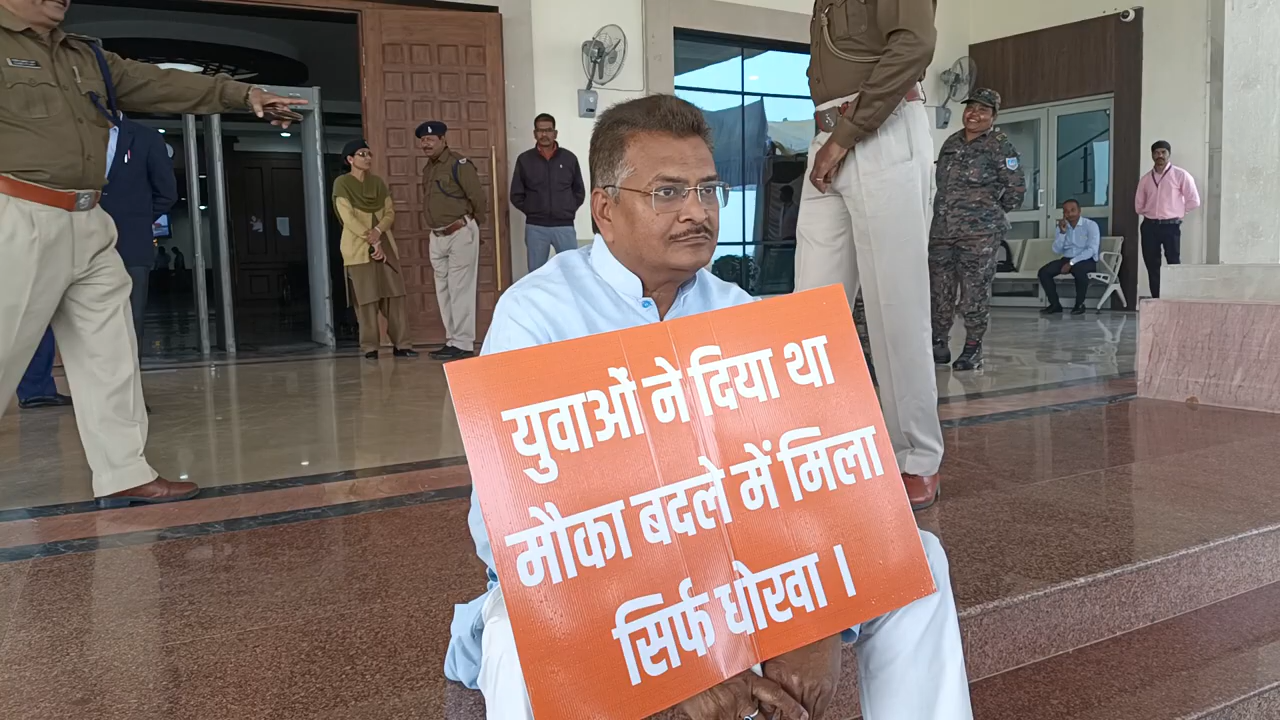 युवाओं ने दिया था
मौका बदले में मिला
सिर्फ धोखा ।